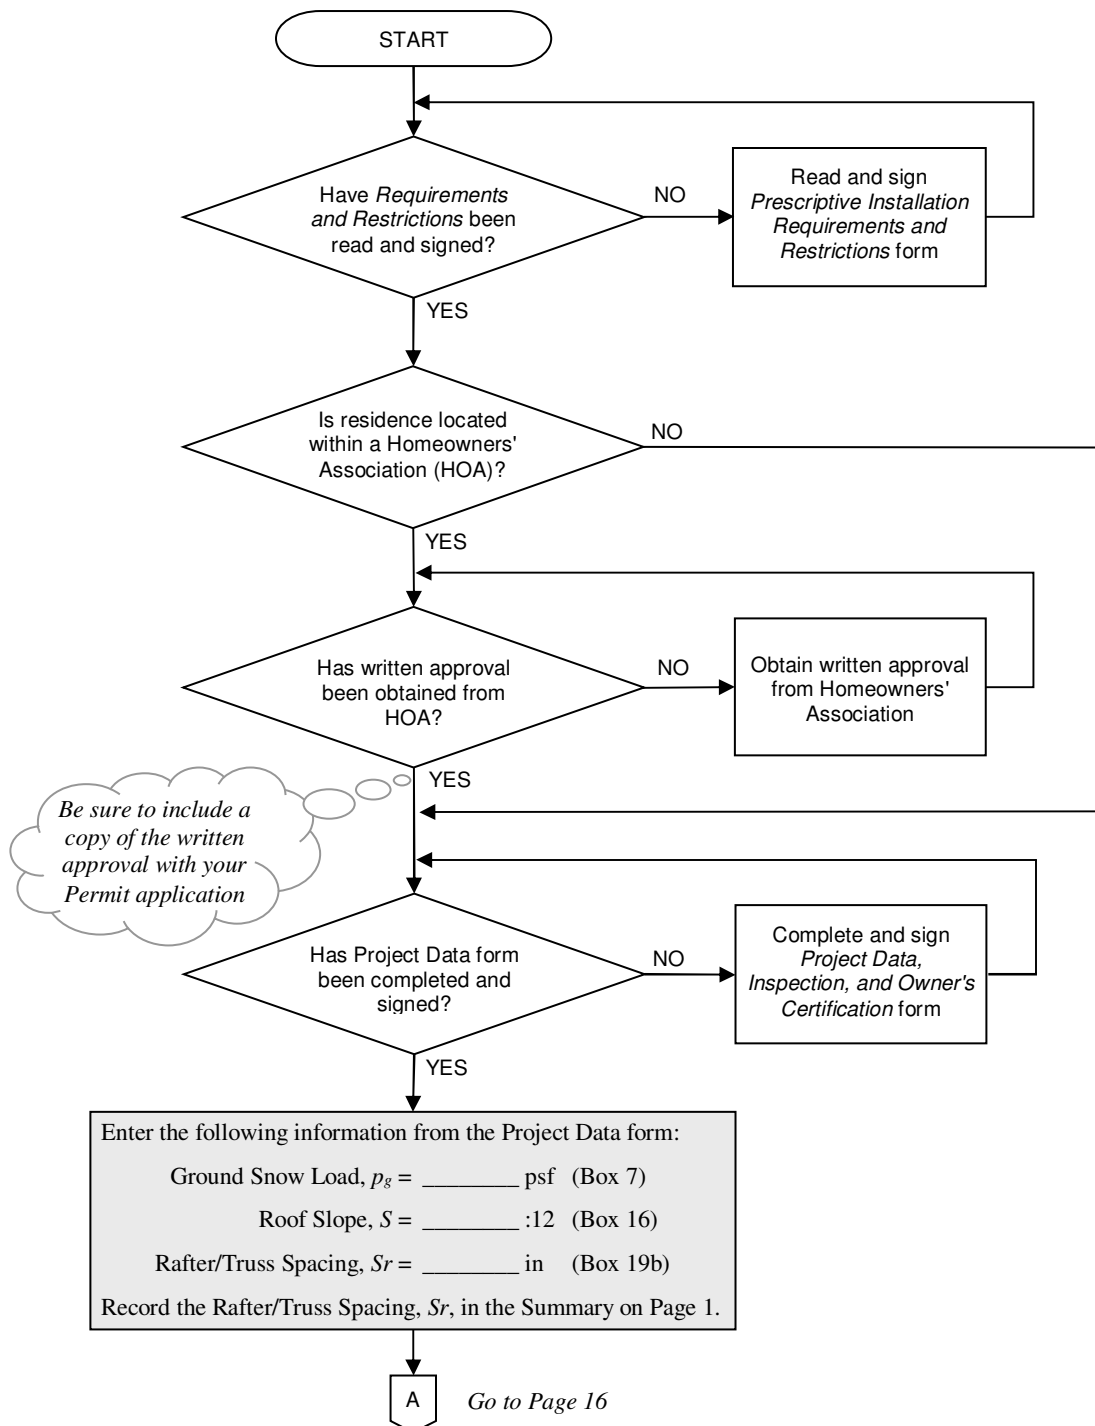 START
Have Requirements
and Restrictions been
read and signed?
NO
Read and sign
Prescriptive Installation
Requirements and
Restrictions form
YES
Is residence located
within a Homeowners'
Association (HOA)?
NO
YES
Has written approval
been obtained from
HOA?
NO
Obtain written approval
from Homeowners'
Association
YES
Be sure to include a
copy of the written
approval with your
Permit application
Has Project Data form
been completed and
signed?
NO
Complete and sign
Project Data,
Inspection, and Owner's
Certification form
YES
Enter the following information from the Project Data form:
Ground Snow Load, pg = ________ psf (Box 7)
Roof Slope, S = ________ :12 (Box 16)
Rafter/Truss Spacing, Sr = ________ in (Box 19b)
Record the Rafter/Truss Spacing, Sr, in the Summary on Page 1.
A
Go to Page 16